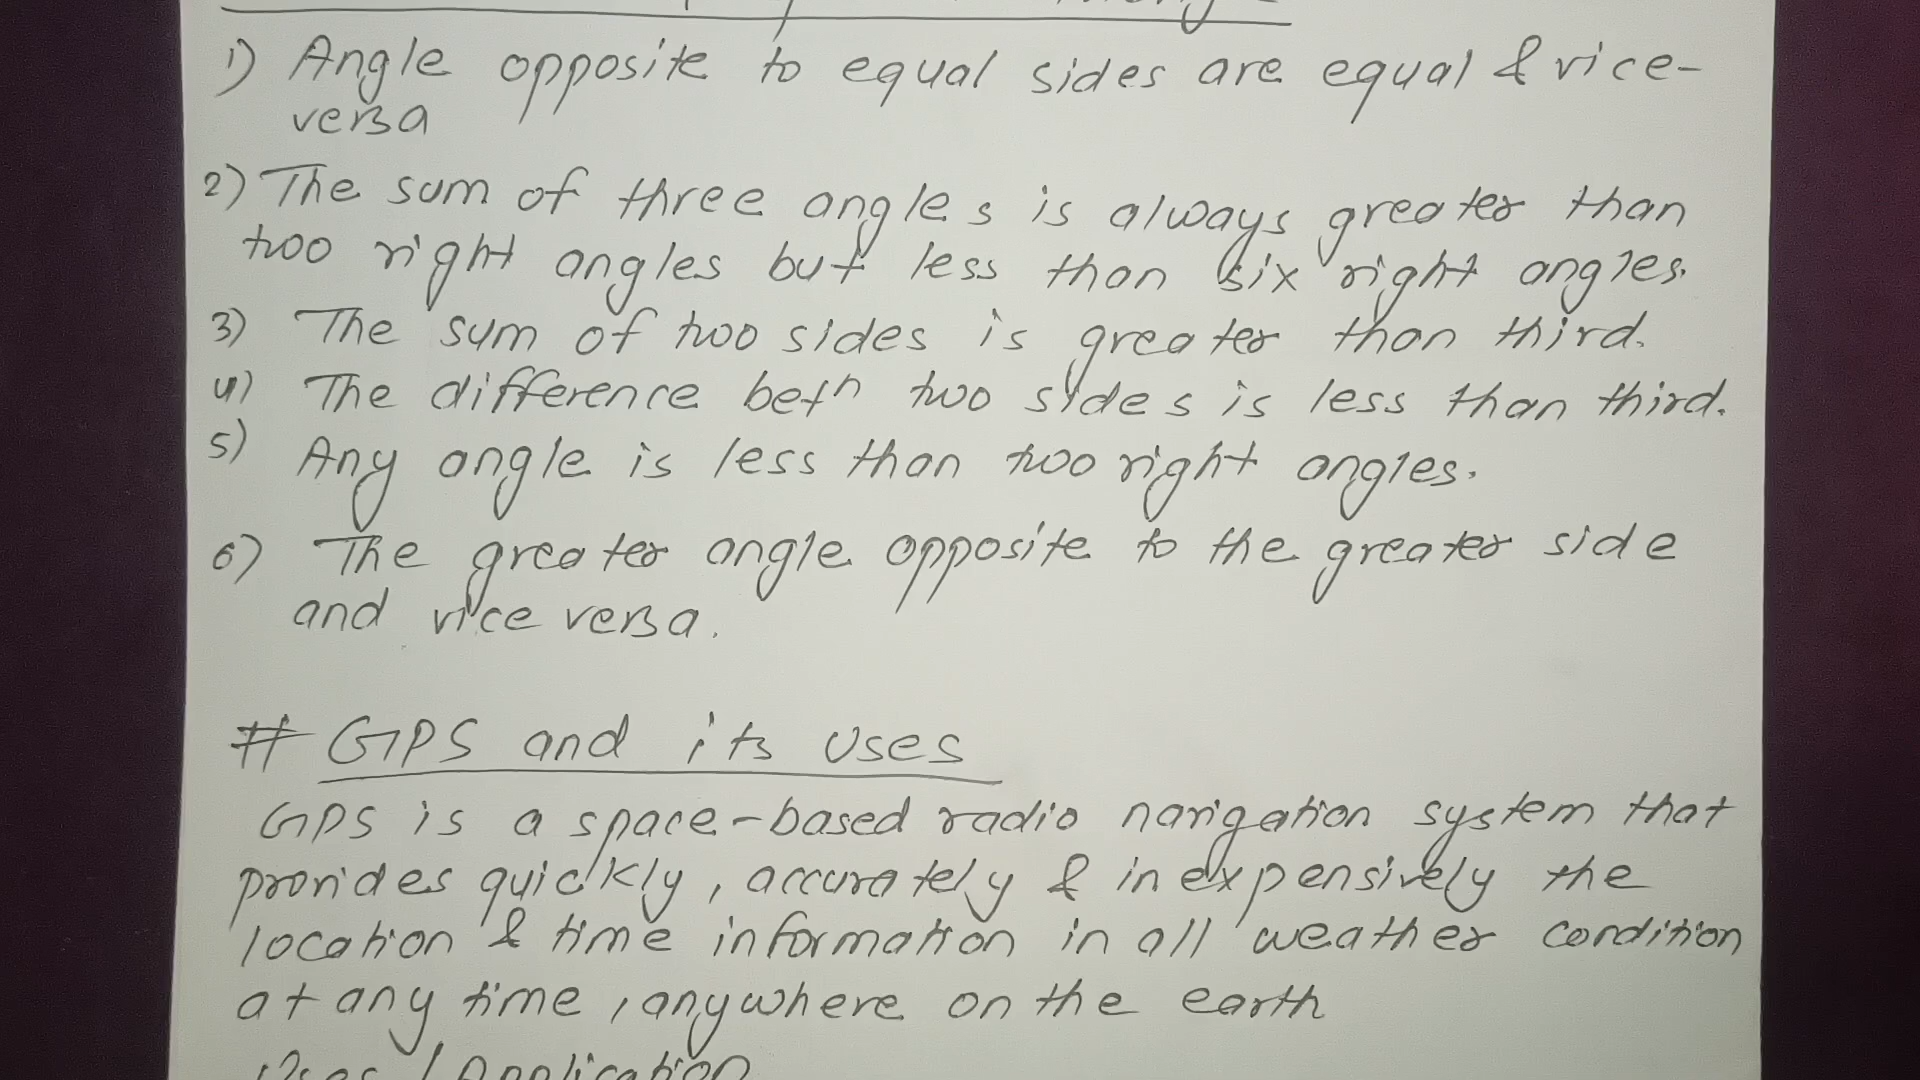 1) Angle opposite to equal sides are equal & vice-
versa
2) The sum of three angles is always greater than
two right angles but less than six right angles.
3) The sum of two sides is greater than third.
4) The difference betn two sides is less than third.
5) Any angle is less than two right angles.
6) The greater angle opposite to the greater side
and vice versa.
# GPS and its uses
GPS is a space-based radio navigation system that
provides quickly, accurately & inexpensively the
location & time information in all weather condition
at any time, anywhere on the earth
Uses / Application